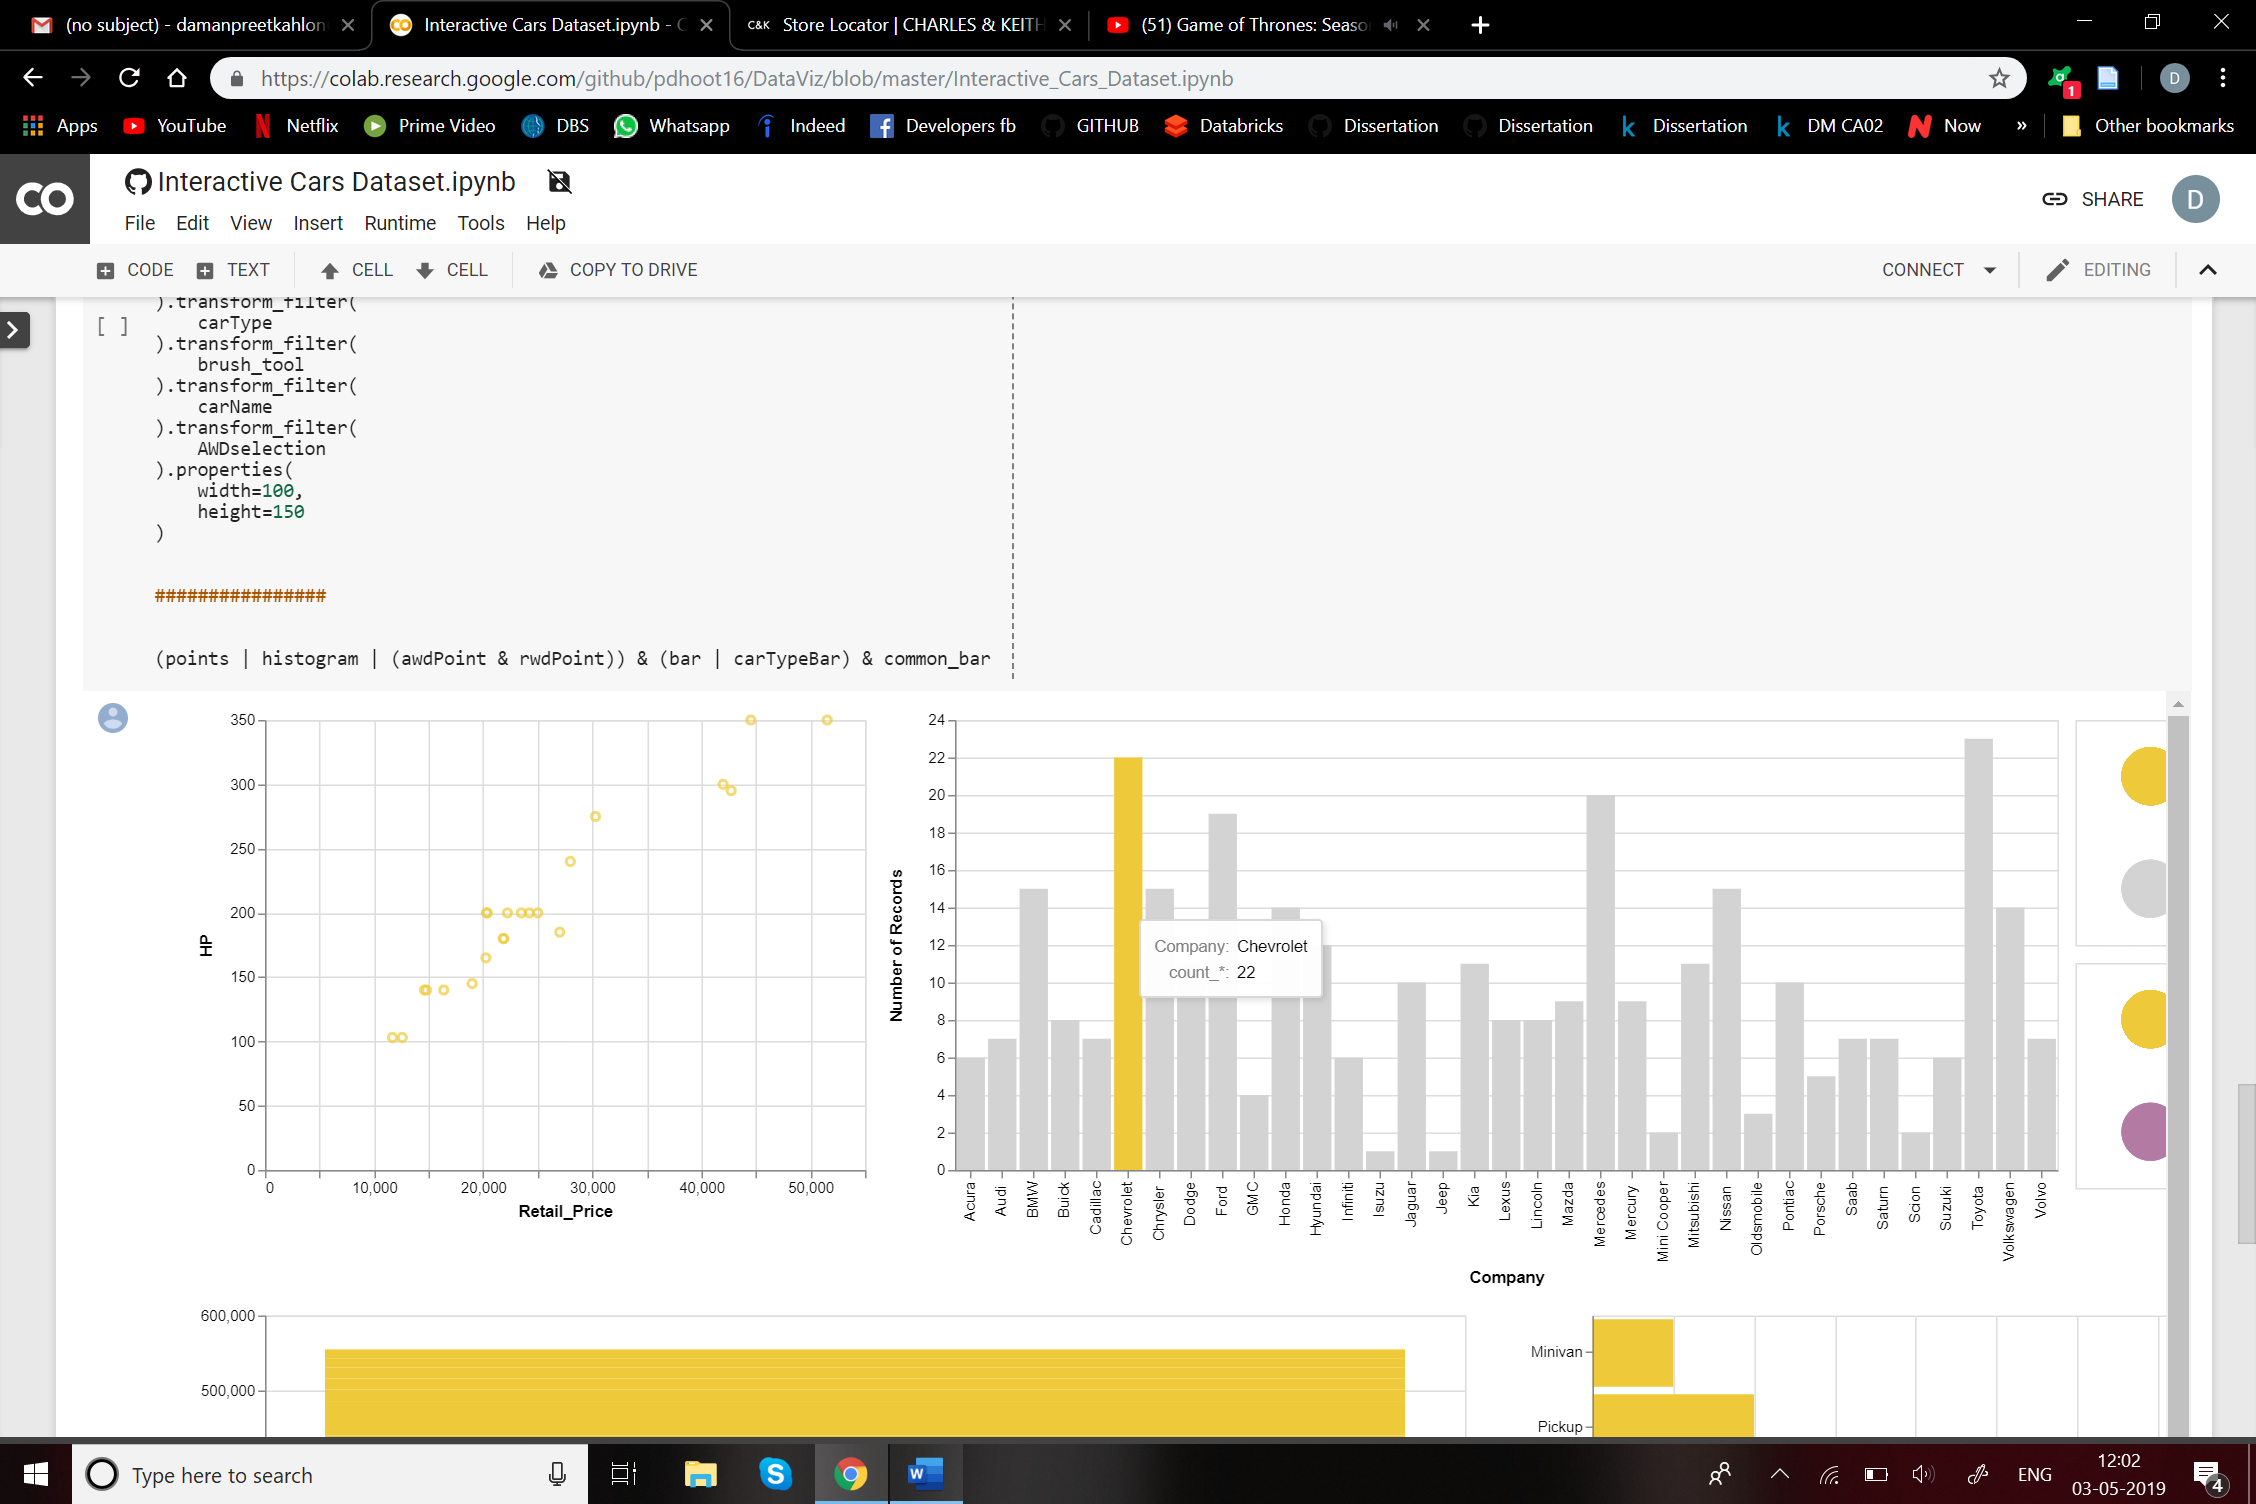 (no subject) - damanpreetkahlon
Interactive Cars Dataset.ipynb - C
C&K Store Locator | CHARLES & KEITH
(51) Game of Thrones: Seaso
https://colab.research.google.com/github/pdhoot16/DataViz/blob/master/Interactive_Cars_Dataset.ipynb
1
D
Apps YouTube Netflix Prime Video DBS Whatsapp Indeed Developers fb GITHUB Databricks Dissertation Dissertation Dissertation DM CA02 Now » Other bookmarks
Interactive Cars Dataset.ipynb
SHARE
D
File Edit View Insert Runtime Tools Help
CODE TEXT CELL CELL COPY TO DRIVE CONNECT EDITING
).transform_filter(
[ ]
carType
).transform_filter(
brush_tool
).transform_filter(
carName
).transform_filter(
AWDselection
).properties(
width=100,
height=150
)
################
(points | histogram | (awdPoint & rwdPoint)) & (bar | carTypeBar) & common_bar
350
300
250
200
150
100
50
0
HP
0 10,000 20,000 30,000 40,000 50,000
Retail_Price
24
22
20
18
16
14
12
10
8
6
4
2
0
Number of Records
Company: Chevrolet
count_*: 22
Acura Audi BMW Buick Cadillac Chevrolet Chrysler Dodge Ford GMC Honda Hyundai Infiniti Isuzu Jaguar Jeep Kia Lexus Lincoln Mazda Mercedes Mercury Mini Cooper Mitsubishi Nissan Oldsmobile Pontiac Porsche Saab Saturn Scion Suzuki Toyota Volkswagen Volvo
Company
600,000
500,000
Minivan
Pickup
Type here to search
ENG
12:02
03-05-2019
4